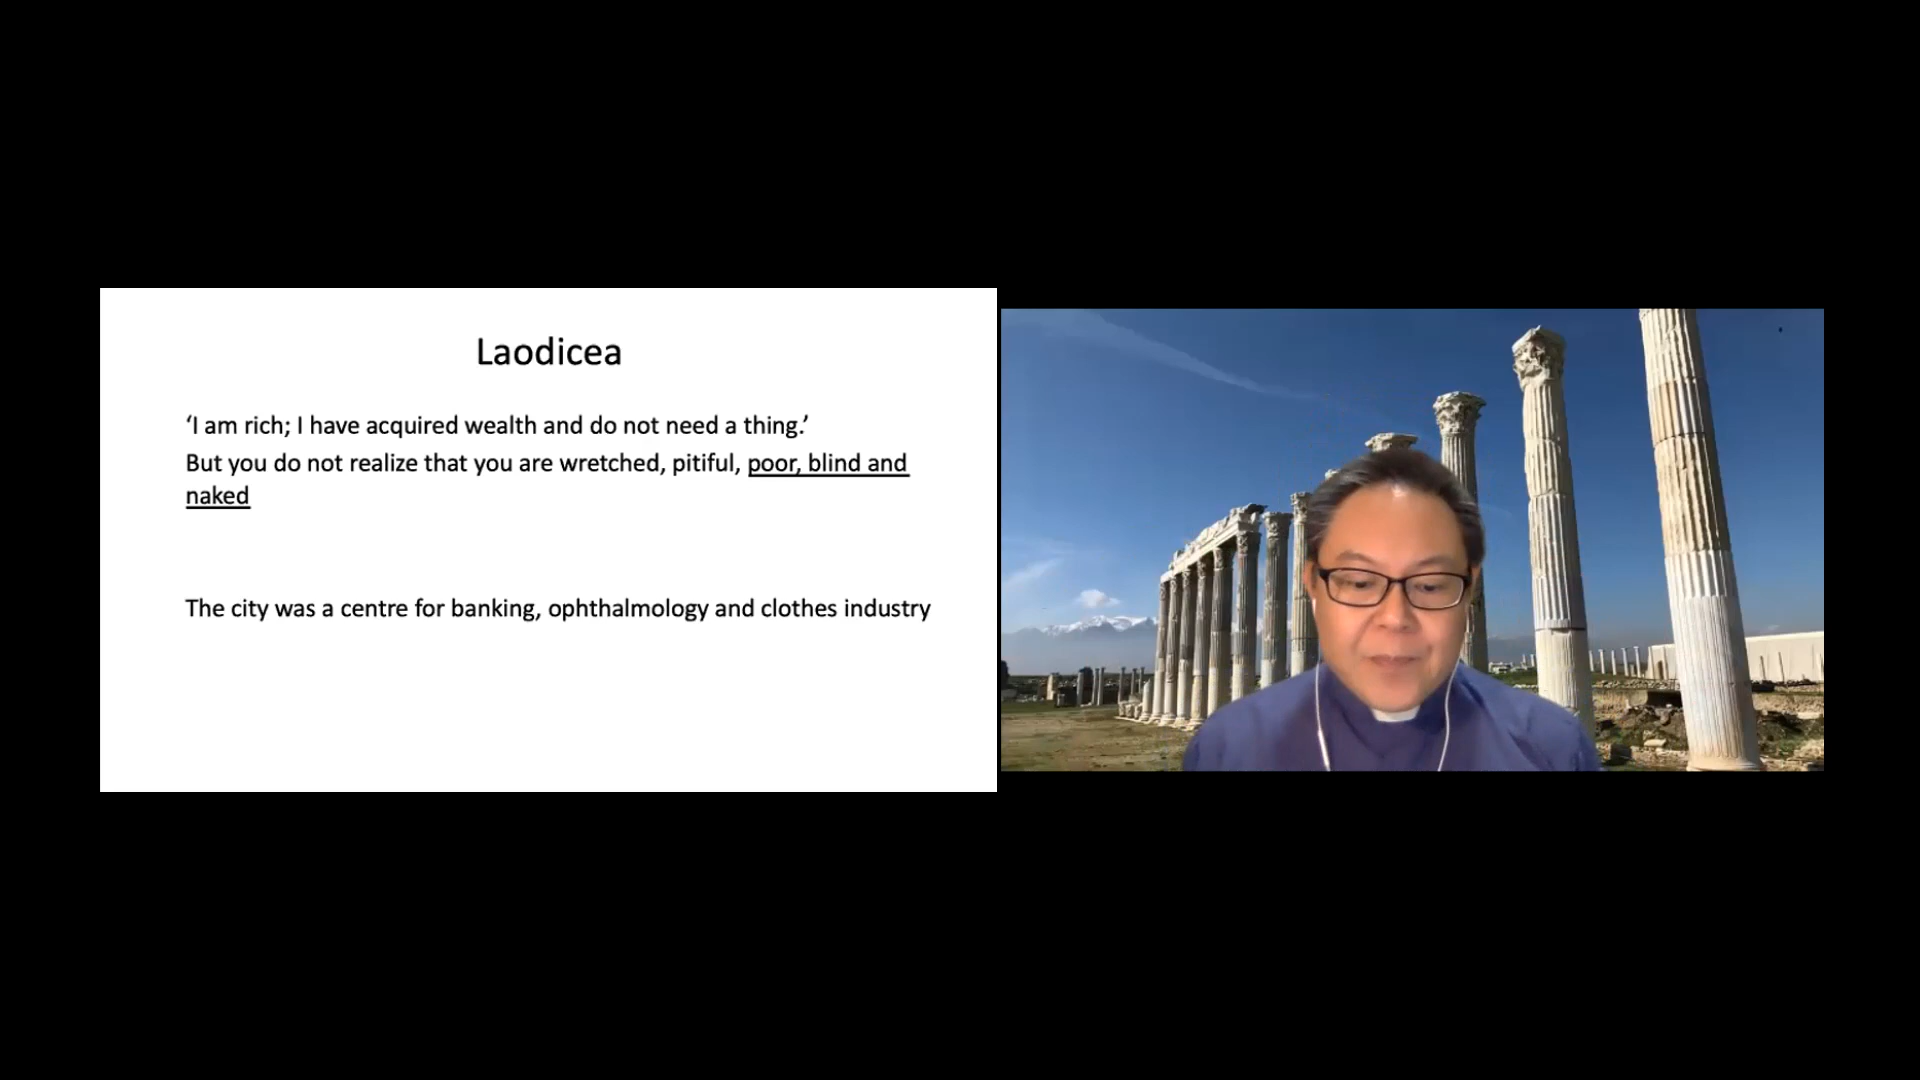 Laodicea
‘I am rich; I have acquired wealth and do not need a thing.’
But you do not realize that you are wretched, pitiful, poor, blind and
naked
The city was a centre for banking, ophthalmology and clothes industry